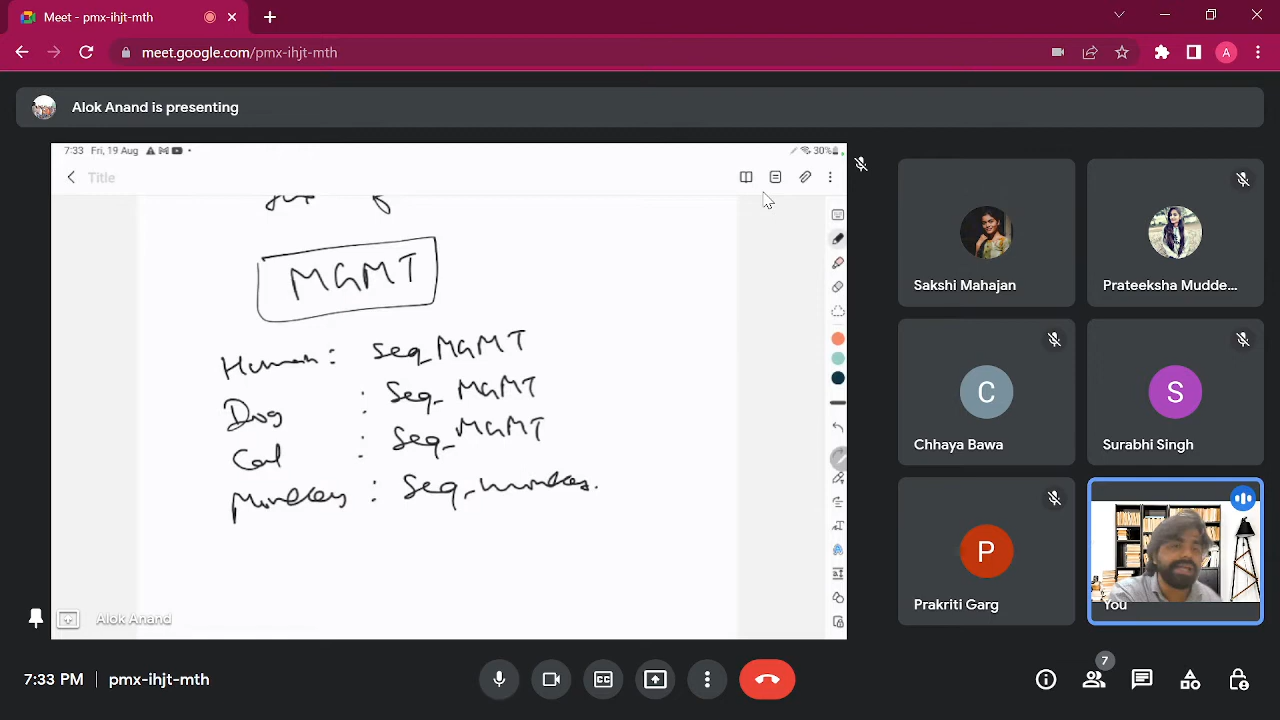 Meet - pmx-ihjt-mth
meet.google.com/pmx-ihjt-mth
A
Alok Anand is presenting
7:33 Fri, 19 Aug
30%
Title
MGMT
Human : Seq_MGMT
Dog : Seq_MGMT
Cat : Seq_MGMT
Monkey : Seq_monkey.
Alok Anand
Sakshi Mahajan
Prateeksha Mudde...
C
Chhaya Bawa
S
Surabhi Singh
P
Prakriti Garg
You
7:33 PM | pmx-ihjt-mth
CC
7